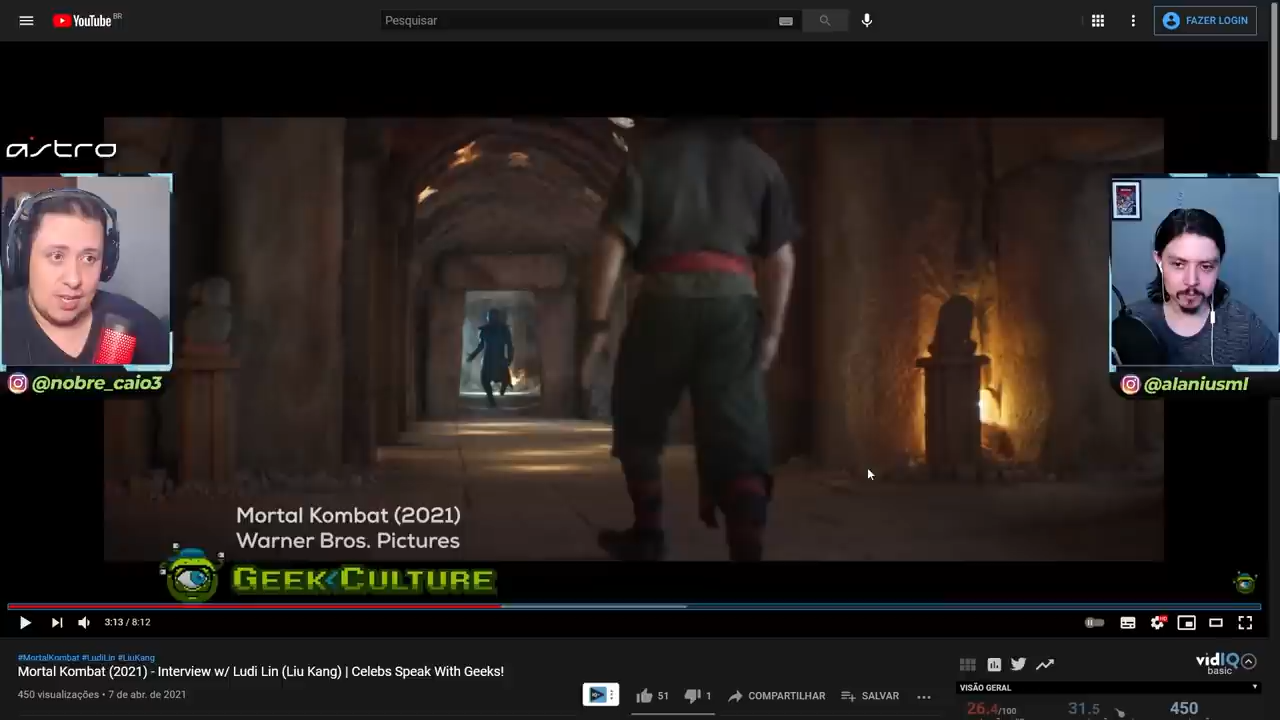 YouTube BR
Pesquisar
FAZER LOGIN
astro
@nobre_caio3
@alaniusml
Mortal Kombat (2021)
Warner Bros. Pictures
GEEK CULTURE
3:13 / 8:12
HD
#MortalKombat #LudiLin #LiuKang
Mortal Kombat (2021) - Interview w/ Ludi Lin (Liu Kang) | Celebs Speak With Geeks!
450 visualizações • 7 de abr. de 2021
51
1
COMPARTILHAR
SALVAR
vidIQ
basic
VISÃO GERAL
26.4/100
31.5
450